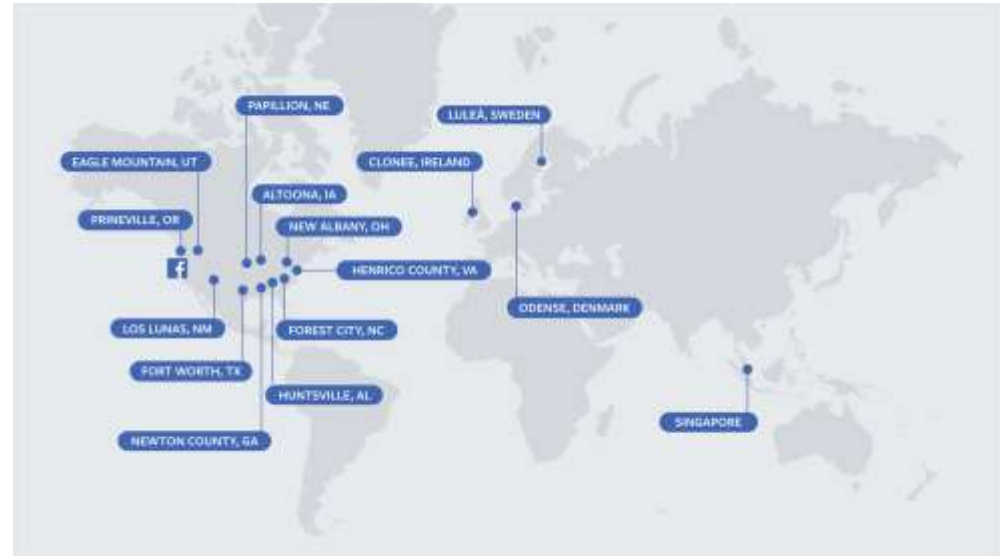 PAPILLION, NE
LULEÅ, SWEDEN
EAGLE MOUNTAIN, UT
CLONEE, IRELAND
ALTOONA, IA
PRINEVILLE, OR
NEW ALBANY, OH
HENRICO COUNTY, VA
ODENSE, DENMARK
LOS LUNAS, NM
FOREST CITY, NC
FORT WORTH, TX
HUNTSVILLE, AL
SINGAPORE
NEWTON COUNTY, GA